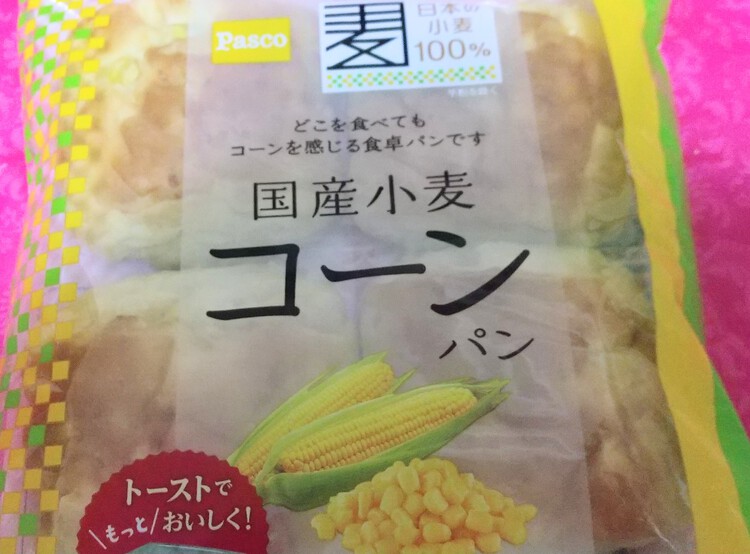 Pasco
麦
日本の
小麦
100%
どこを食べても
コーンを感じる食卓パンです
国産小麦
コーン
パン
トーストで
もっと
おいしく!